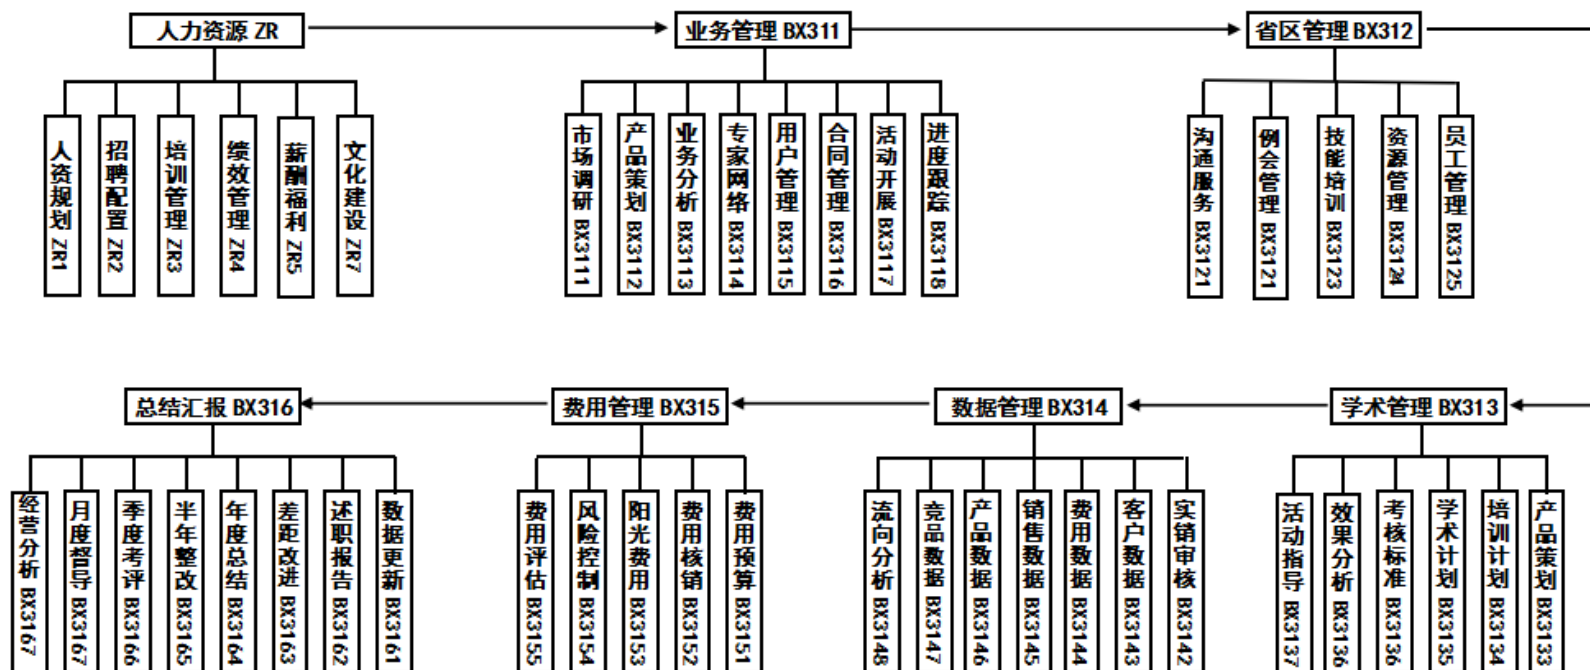 人力资源 ZR
业务管理 BX311
省区管理 BX312
人资规划 ZR1
招聘配置 ZR2
培训管理 ZR3
绩效管理 ZR4
薪酬福利 ZR5
文化建设 ZR7
市场调研 BX3111
产品策划 BX3112
业务分析 BX3113
专家网络 BX3114
用户管理 BX3115
合同管理 BX3116
活动开展 BX3117
进度跟踪 BX3118
沟通服务 BX3121
例会管理 BX3121
技能培训 BX3123
资源管理 BX3124
员工管理 BX3125
总结汇报 BX316
费用管理 BX315
数据管理 BX314
学术管理 BX313
经营分析 BX3167
月度督导 BX3167
季度考评 BX3166
半年整改 BX3165
年度总结 BX3164
差距改进 BX3163
述职报告 BX3162
数据更新 BX3161
费用评估 BX3155
风险控制 BX3154
阳光费用 BX3153
费用核销 BX3152
费用预算 BX3151
流向分析 BX3148
竞品数据 BX3147
产品数据 BX3146
销售数据 BX3145
费用数据 BX3144
客户数据 BX3143
实销审核 BX3142
活动指导 BX3137
效果分析 BX3136
考核标准 BX3136
学术计划 BX3135
培训计划 BX3134
产品策划 BX3133